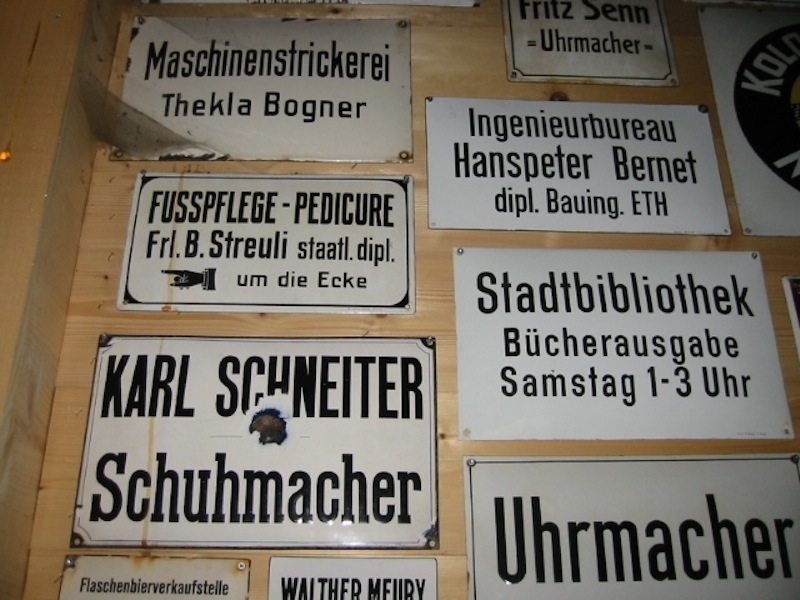 Maschinenstrickerei
Thekla Bogner
Fritz Senn
=Uhrmacher=
Ingenieurbureau
Hanspeter Bernet
dipl. Bauing. ETH
FUSSPFLEGE - PEDICURE
Frl. B. Streuli staatl. dipl.
um die Ecke
Stadtbibliothek
Bücherausgabe
Samstag 1-3 Uhr
KARL SCHNEITER
Schuhmacher
Uhrmacher
Flaschenbierverkaufstelle
WALTHER MEURY